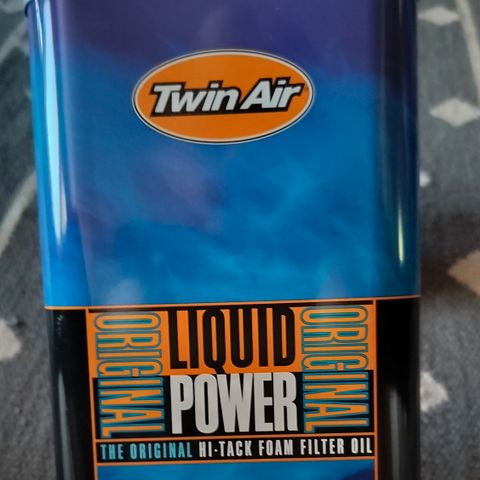 Twin Air
ORIGINAL
LIQUID
POWER
ORIGINAL
THE ORIGINAL HI-TACK FOAM FILTER OIL